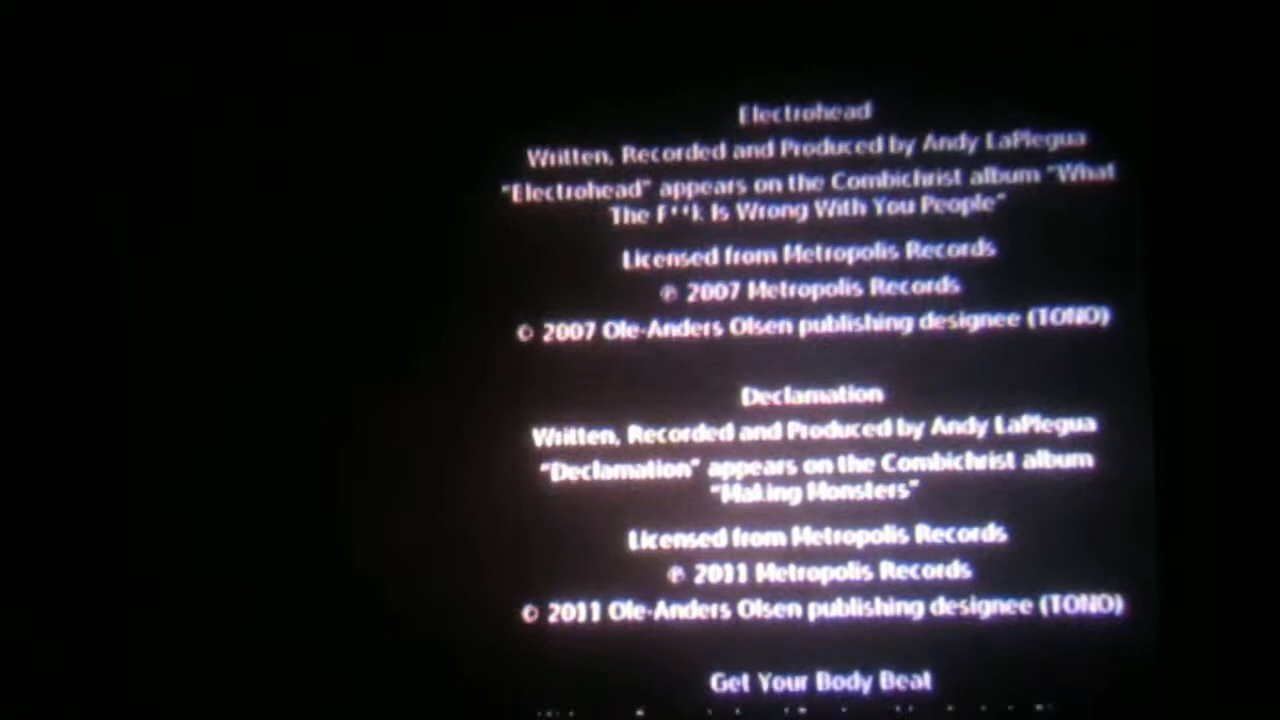 Electrohead
Written, Recorded and Produced by Andy LaPlegua
"Electrohead" appears on the Combichrist album "What
The F**k Is Wrong With You People"
Licensed from Metropolis Records
℗ 2007 Metropolis Records
© 2007 Ole-Anders Olsen publishing designee (TONO)
Declamation
Written, Recorded and Produced by Andy LaPlegua
"Declamation" appears on the Combichrist album
"Making Monsters"
Licensed from Metropolis Records
℗ 2011 Metropolis Records
© 2011 Ole-Anders Olsen publishing designee (TONO)
Get Your Body Beat